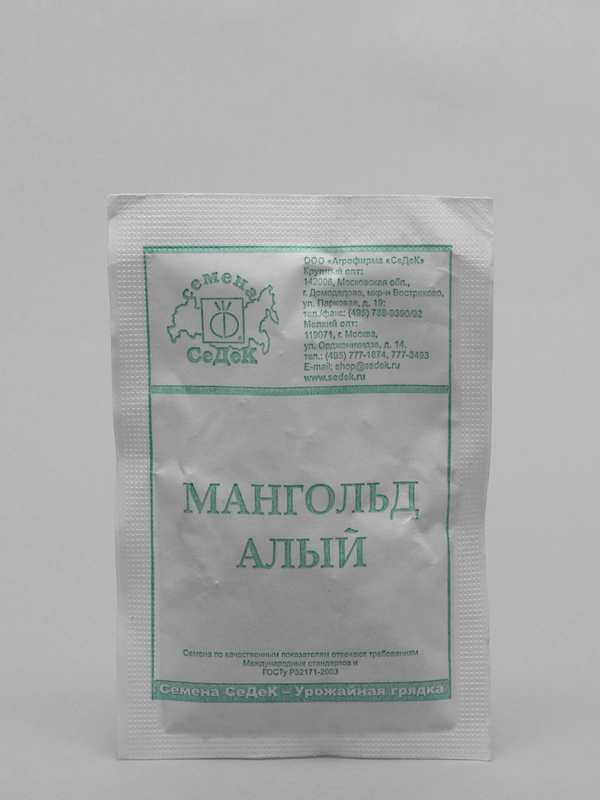 семена
СеДеК
ООО «Агрофирма «СеДеК»
Крупный опт:
142006, Московская обл.,
г. Домодедово, мкр-н Востряково,
ул. Парковая, д. 19;
тел./факс: (495) 788-9390/92
Мелкий опт:
119071, г. Москва,
ул. Орджоникидзе, д. 14,
тел.: (495) 777-1874, 777-3493
E-mail: shop@sedek.ru
www.sedek.ru
МАНГОЛЬД
АЛЫЙ
Семена по качественным показателям отвечают требованиям
Международных стандартов и
ГОСТу Р52171-2003
Семена СеДеК – Урожайная грядка